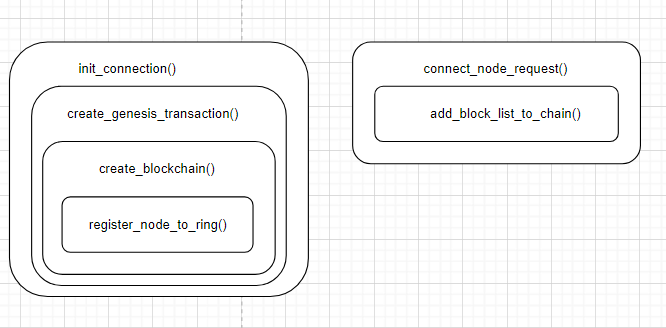 init_connection()
create_genesis_transaction()
create_blockchain()
register_node_to_ring()
connect_node_request()
add_block_list_to_chain()